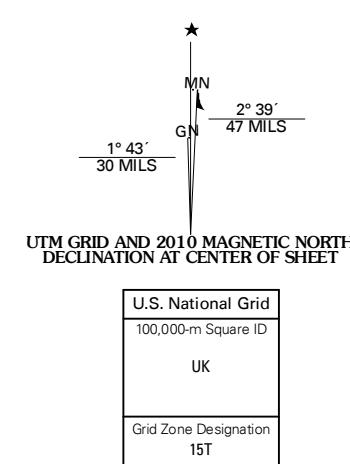 MN
2° 39´
47 MILS
GN
1° 43´
30 MILS
UTM GRID AND 2010 MAGNETIC NORTH
DECLINATION AT CENTER OF SHEET
U.S. National Grid
100,000-m Square ID
UK
Grid Zone Designation
15T